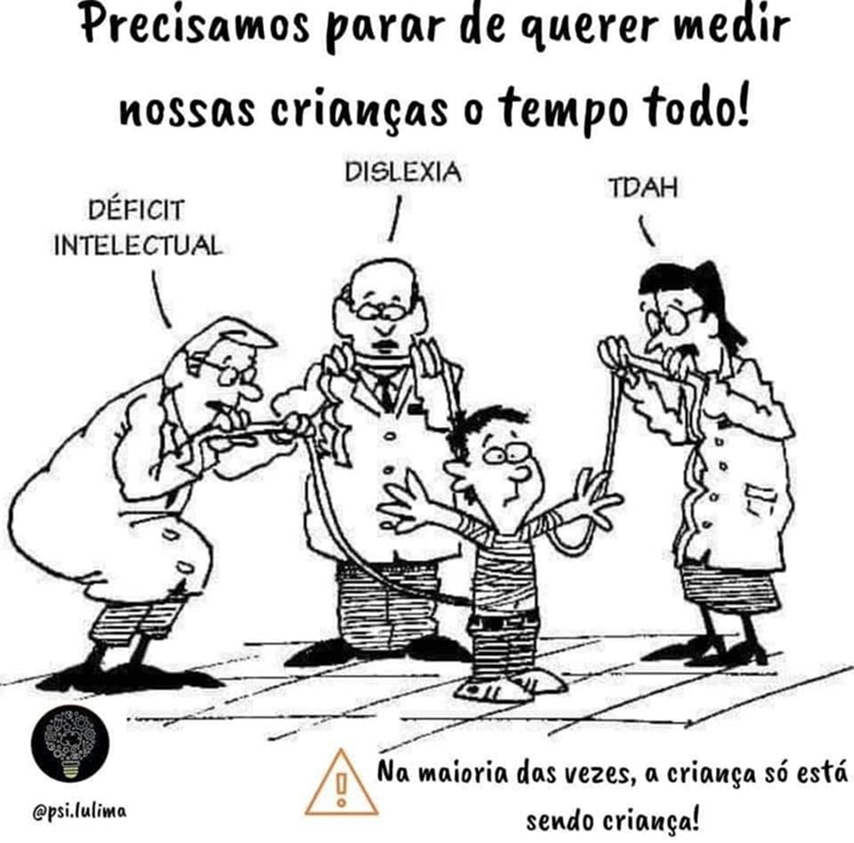 Precisamos parar de querer medir
nossas crianças o tempo todo!
DISLEXIA
TDAH
DÉFICIT
INTELECTUAL
@psi.lulima
Na maioria das vezes, a criança só está
sendo criança!